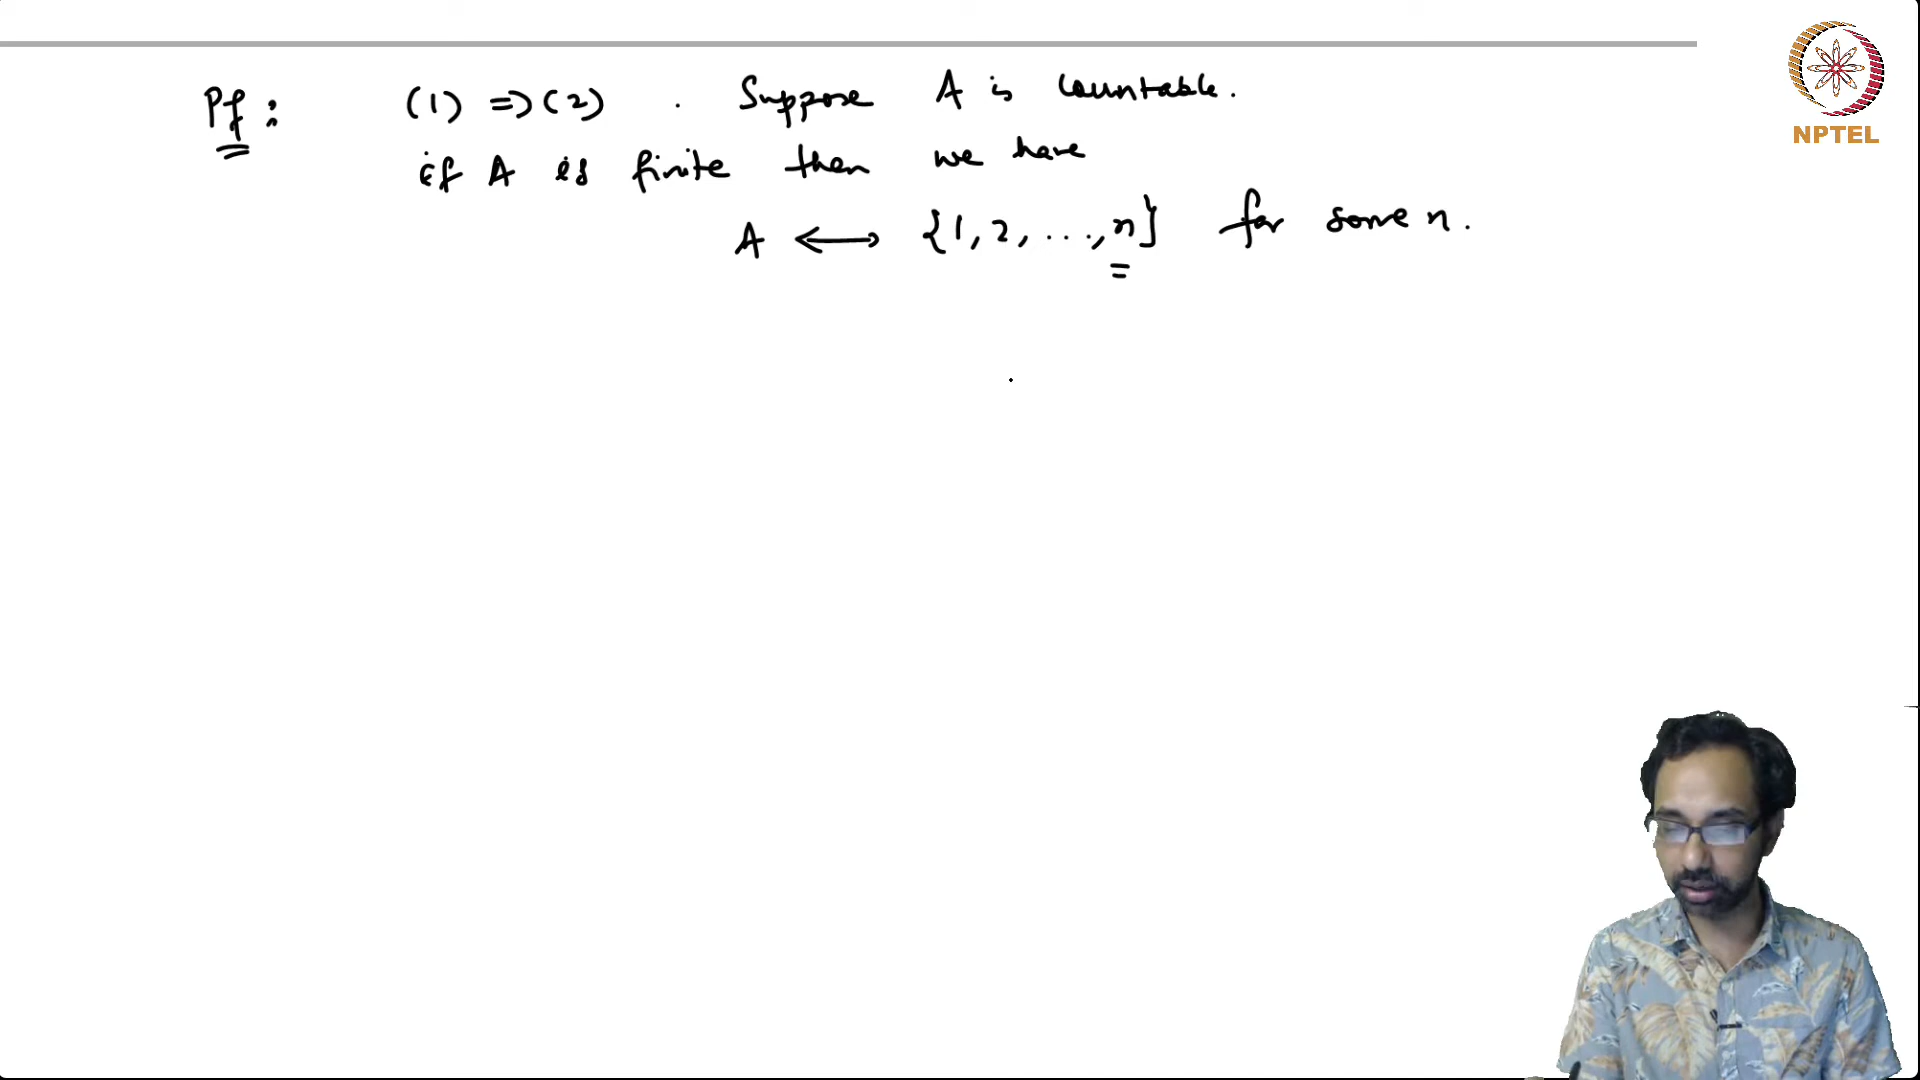 Pf: (1) => (2) . Suppose A is countable.
if A is finite then we have
A <-> {1, 2, ..., n} for some n.
NPTEL